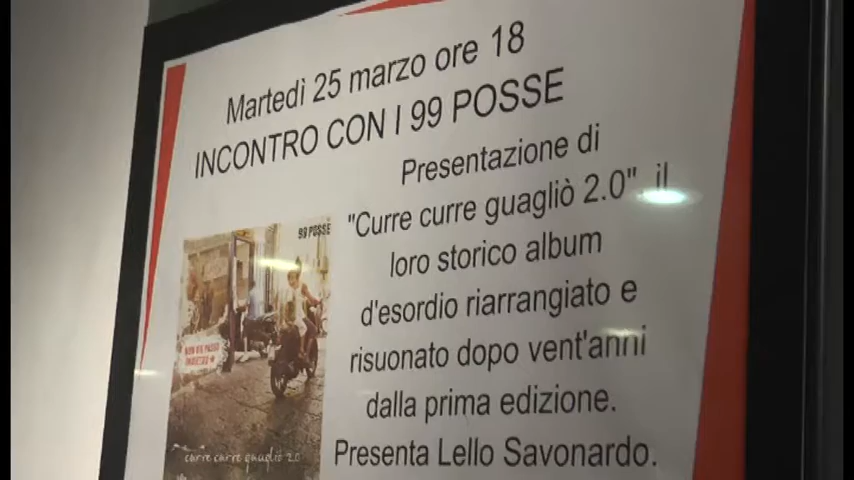 Martedì 25 marzo ore 18
INCONTRO CON I 99 POSSE
Presentazione di
"Curre curre guagliò 2.0" il
loro storico album
d'esordio riarrangiato e
risuonato dopo vent'anni
dalla prima edizione.
Presenta Lello Savonardo.
99 POSSE
curre curre guagliò 2.0